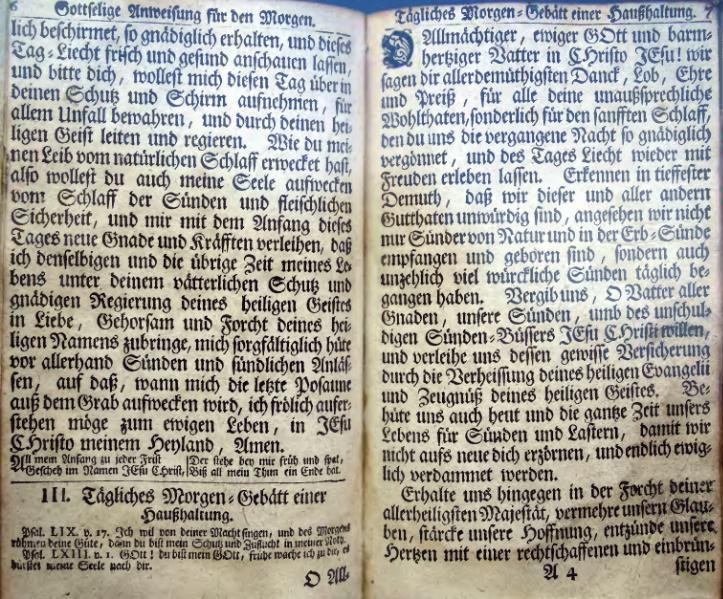 6 Gottselige Anweisung für den Morgen.
lich beschirmet, so gnädiglich erhalten, und dieses
Tag-Liecht frisch und gesund anschauen lassen,
und bitte dich, wollest mich diesen Tag über in
deinen Schutz und Schirm aufnehmen, für
allem Unfall bewahren, und durch deinen hei-
ligen Geist leiten und regieren. Wie du mei-
nen Leib vom natürlichen Schlaff erwecket hast,
also wollest du auch meine Seele aufwecken
vom Schlaff der Sünden und fleischlichen
Sicherheit, und mir mit dem Anfang dieses
Tages neue Gnade und Kräfften verleihen, daß
ich denselbigen und die übrige Zeit meines Le-
bens unter deinem vätterlichen Schutz und
gnädigen Regierung deines heiligen Geistes
in Liebe, Gehorsam und Forcht deines hei-
ligen Namens zubringe, mich sorgfältiglich hüte
vor allerhand Sünden und sündlichen Anläs-
sen, auf daß, wann mich die letzte Posaune
auß dem Grab aufwecken wird, ich frölich aufer-
stehen möge zum ewigen Leben, in JEsu
CHristo meinem Heyland, Amen.
All mein Anfang zu jeder Frist Der stehe bey mir früh und spat,
Gescheh im Namen JEsu CHrist, Biß all mein Thun ein Ende hat.
III. Tägliches Morgen-Gebätt einer
Haußhaltung.
Psal. LIX. v. 17. Ich wil von deiner Macht singen, und des Morgens
rühmen deine Güte, dann du bist mein Schutz und Zuflucht in meiner Noth.
Psal. LXIII. v. 1. GOtt! du bist mein GOtt, frühe wache ich zu dir, es
dürstet meine Seele nach dir.
O All-
Tägliches Morgen-Gebätt einer Haußhaltung. 7
O Allmächtiger, ewiger GOtt und barm-
hertziger Vatter in CHristo JEsu! wir
sagen dir allerdemüthigsten Danck, Lob, Ehre
und Preiß, für alle deine unaußsprechliche
Wohlthaten, sonderlich für den sanfften Schlaff,
den du uns die vergangene Nacht so gnädiglich
vergönnet, und des Tages Liecht wieder mit
Freuden erleben lassen. Erkennen in tieffester
Demuth, daß wir dieser und aller andern
Gutthaten unwürdig sind, angesehen wir nicht
nur Sünder von Natur und in der Erb-Sünde
empfangen und geboren sind, sondern auch
unzehlich viel würckliche Sünden täglich be-
gangen haben. Vergib uns, O Vatter aller
Gnaden, unsere Sünden, umb des unschul-
digen Sünden-Büssers JEsu CHristi willen,
und verleihe uns dessen gewisse Versicherung
durch die Verheissung deines heiligen Evangelii
und Zeugnüß deines heiligen Geistes. Be-
hüte uns auch heut und die gantze Zeit unsers
Lebens für Sünden und Lastern, damit wir
nicht aufs neue dich erzörnen, und endlich ewig-
lich verdammet werden.
Erhalte uns hingegen in der Forcht deiner
allerheiligsten Majestät, vermehre unsern Glau-
ben, stärcke unsere Hoffnung, entzünde unsere
Hertzen mit einer rechtschaffenen und einbrün-
A 4 stigen